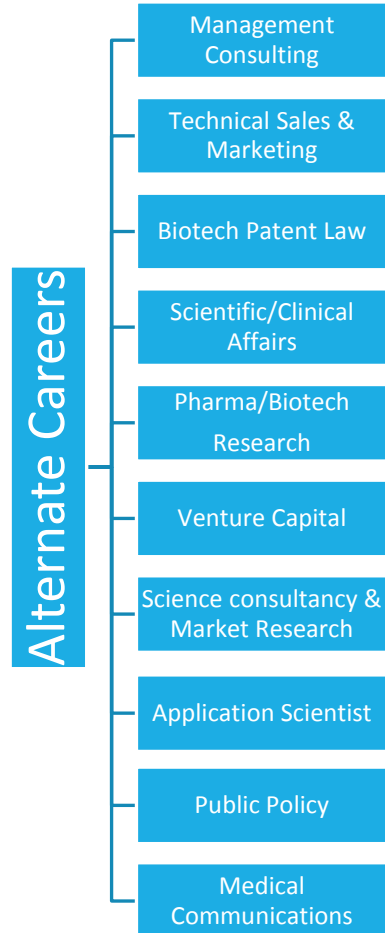 Alternate Careers
Management
Consulting
Technical Sales &
Marketing
Biotech Patent Law
Scientific/Clinical
Affairs
Pharma/Biotech
Research
Venture Capital
Science consultancy &
Market Research
Application Scientist
Public Policy
Medical
Communications